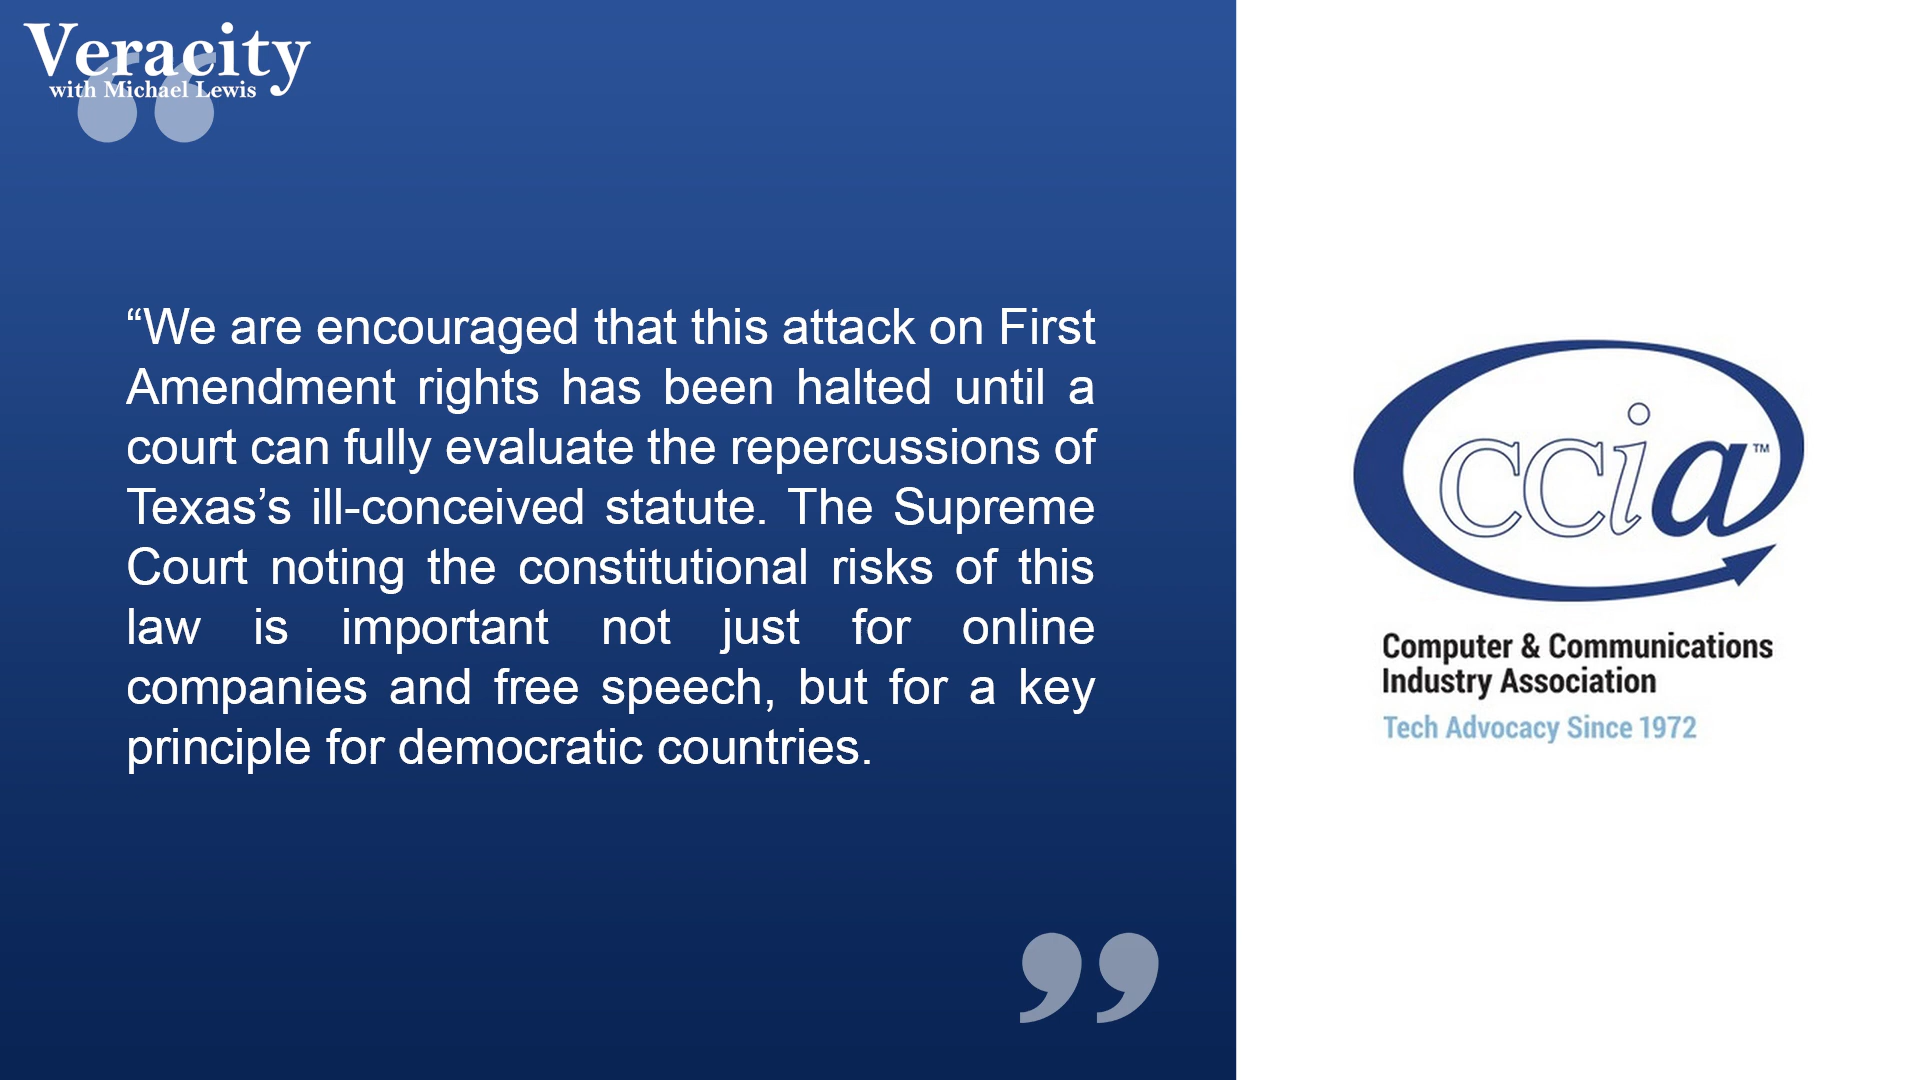 Veracity
with Michael Lewis
“We are encouraged that this attack on First
Amendment rights has been halted until a
court can fully evaluate the repercussions of
Texas’s ill-conceived statute. The Supreme
Court noting the constitutional risks of this
law is important not just for online
companies and free speech, but for a key
principle for democratic countries.
ccia™
Computer & Communications
Industry Association
Tech Advocacy Since 1972